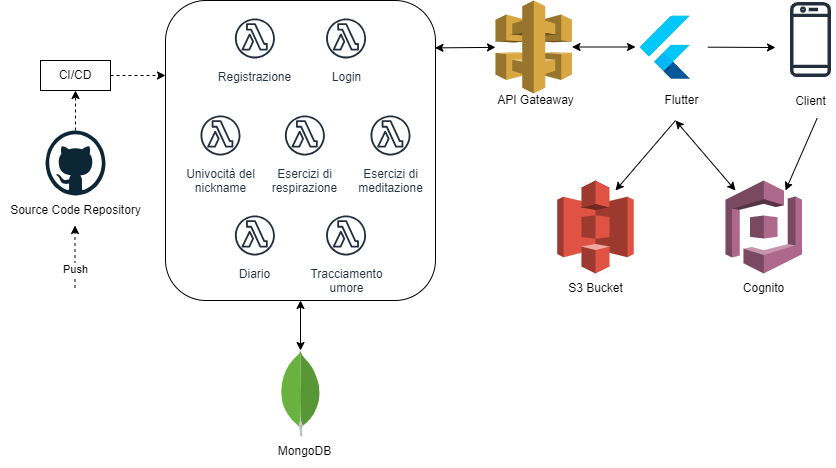 CI/CD
Source Code Repository
Push
Registrazione
Login
Univocità del
nickname
Esercizi di
respirazione
Esercizi di
meditazione
Diario
Tracciamento
umore
MongoDB
API Gateaway
Flutter
Client
S3 Bucket
Cognito